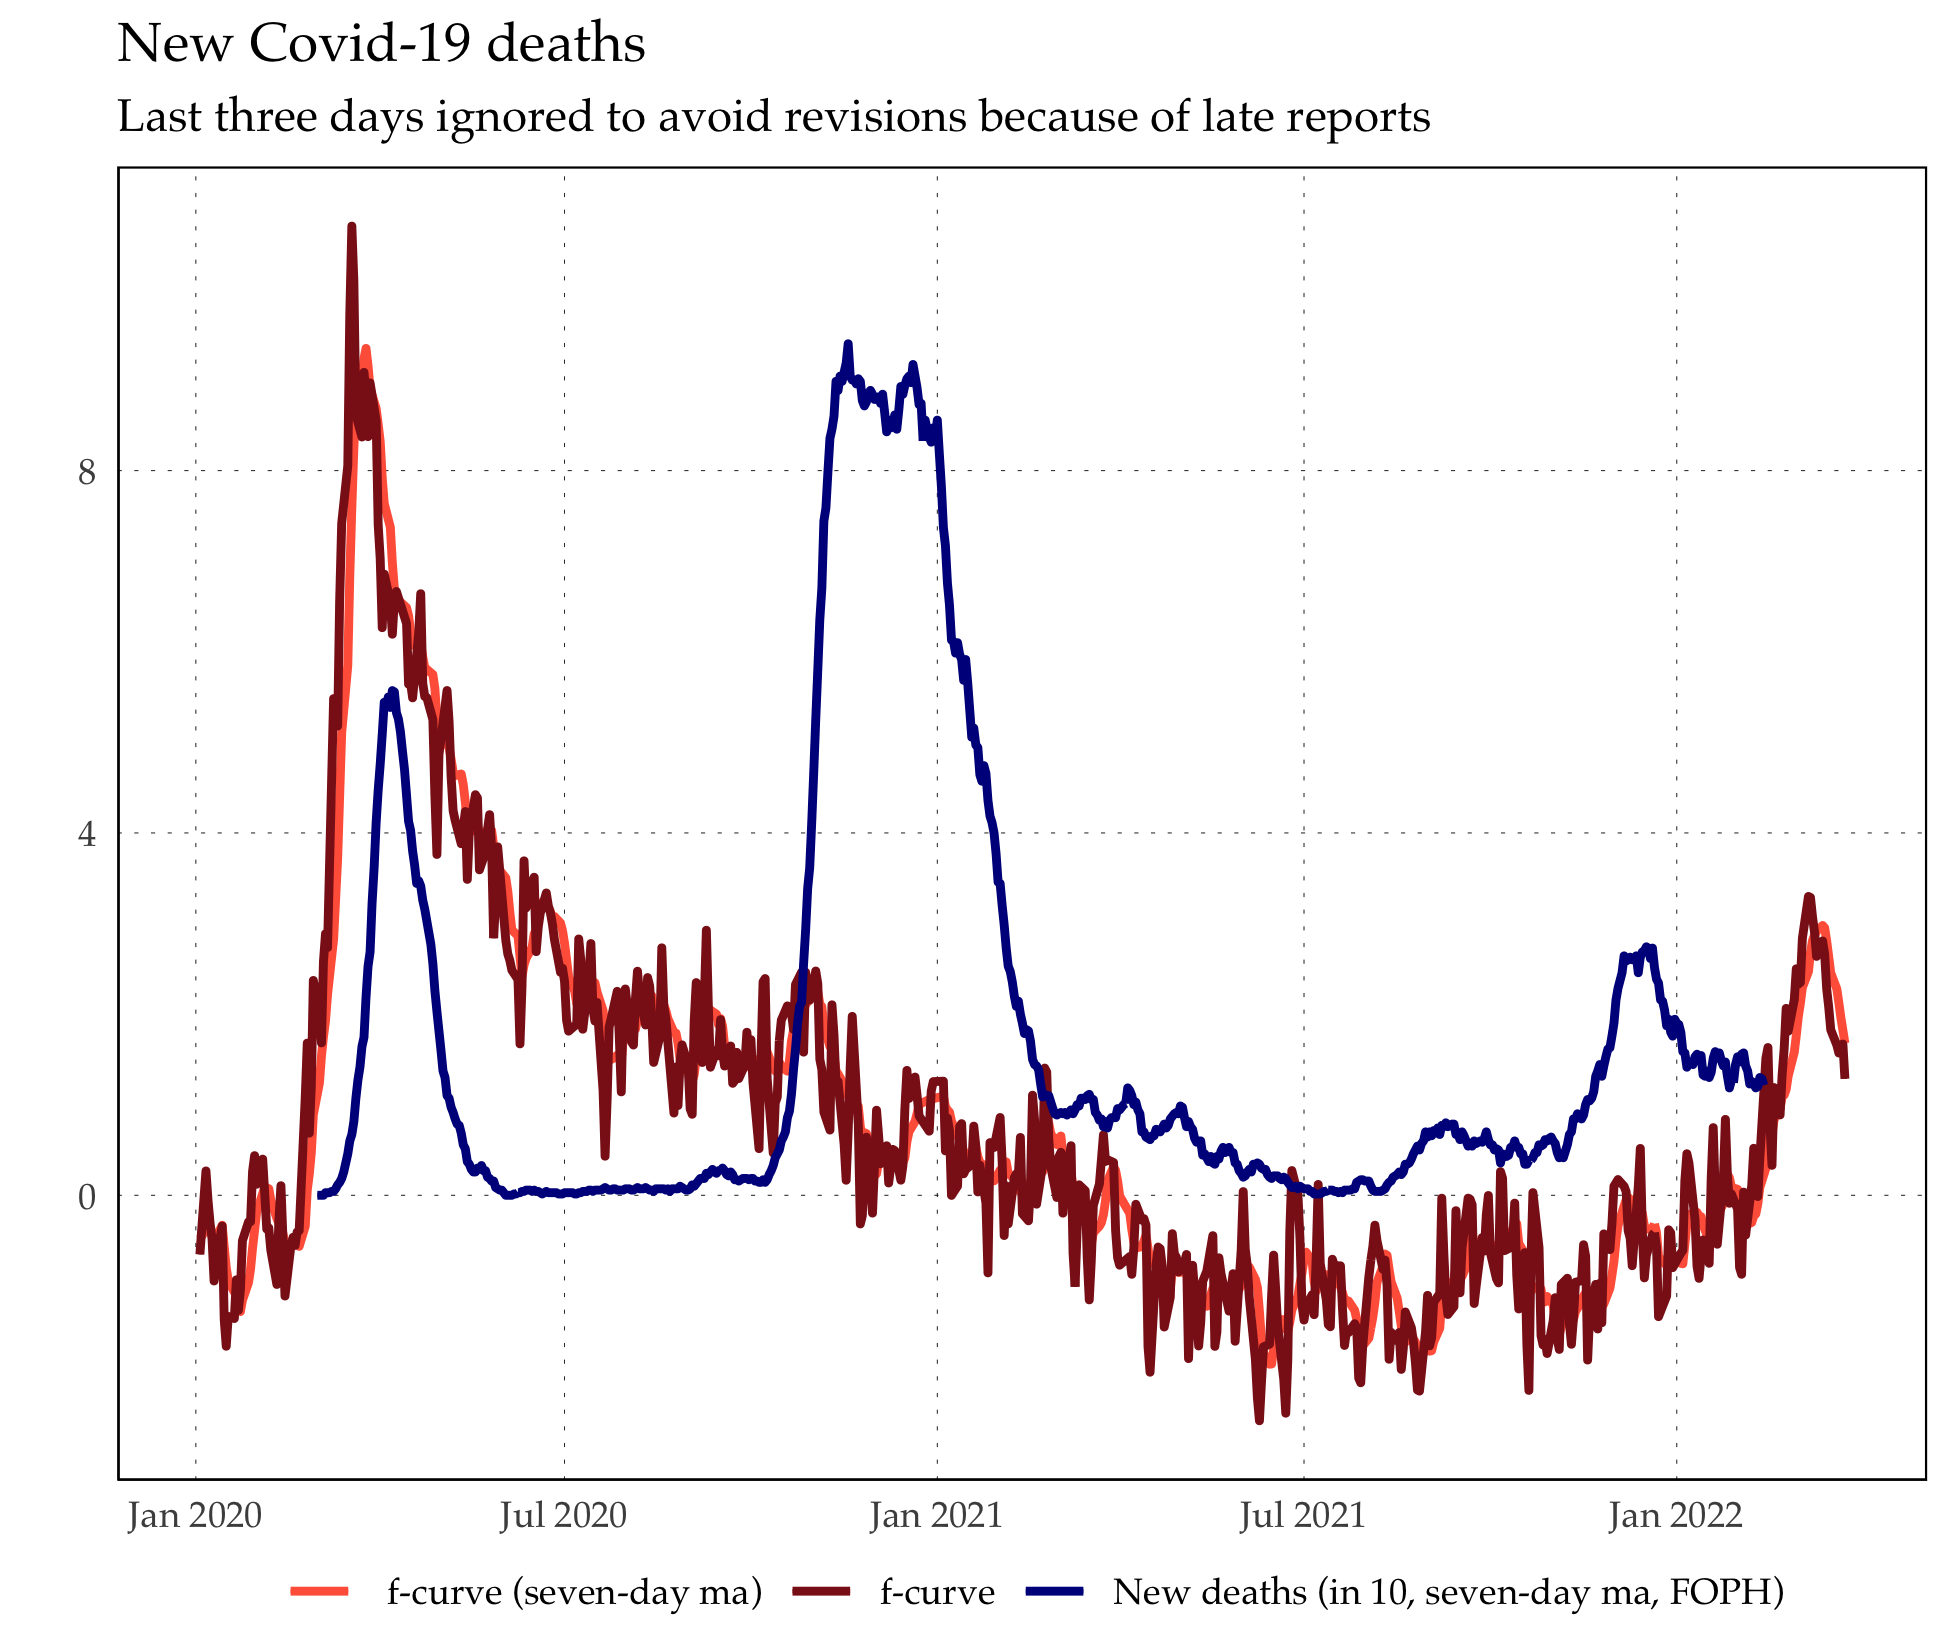 New Covid-19 deaths
Last three days ignored to avoid revisions because of late reports
8
4
0
Jan 2020 Jul 2020 Jan 2021 Jul 2021 Jan 2022
f-curve (seven-day ma) f-curve New deaths (in 10, seven-day ma, FOPH)